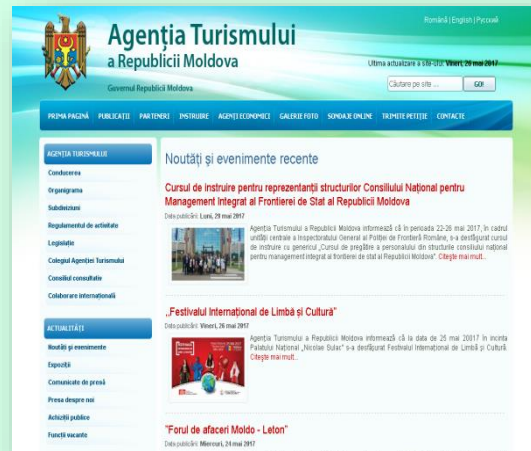 Română | English | Русский
Agenția Turismului
a Republicii Moldova
Guvernul Republicii Moldova
Ultima actualizare a site-ului: Vineri, 26 mai 2017
Căutare pe site ...
GO!
PRIMA PAGINĂ
PUBLICAȚII
PARTENERI
INSTRUIRE
AGENȚI ECONOMICI
GALERIE FOTO
SONDAJE ONLINE
TRIMITE PETIȚIE
CONTACTE
AGENȚIA TURISMULUI
Conducerea
Organigrama
Subdiviziuni
Regulamentul de activitate
Legislație
Colegiul Agenției Turismului
Consiliul consultativ
Colaborare internațională
ACTUALITĂȚI
Noutăți și evenimente
Expoziții
Comunicate de presă
Presa despre noi
Achiziții publice
Funcții vacante
Noutăți și evenimente recente
Cursul de instruire pentru reprezentanții structurilor Consiliului Național pentru
Management Integrat al Frontierei de Stat al Republicii Moldova
Data publicării: Luni, 29 mai 2017
Agenția Turismului a Republicii Moldova informează că în perioada 22-26 mai 2017, în cadrul
unității centrale a Inspectoratului General al Poliției de Frontieră Române, s-a desfășurat cursul
de instruire cu genericul „Cursul de pregătire a personalului din structurile consiliului național
pentru management integrat al frontierei de stat al Republicii Moldova". Citește mai mult...
„Festivalul Internațional de Limbă și Cultură"
Data publicării: Vineri, 26 mai 2017
Agenția Turismului a Republicii Moldova informează că la data de 25 mai 20017 în incinta
Palatului Național „Nicolae Sulac" s-a desfășurat Festivalul Internațional de Limbă și Cultură.
Citește mai mult...
"Forul de afaceri Moldo - Leton"
Data publicării: Miercuri, 24 mai 2017